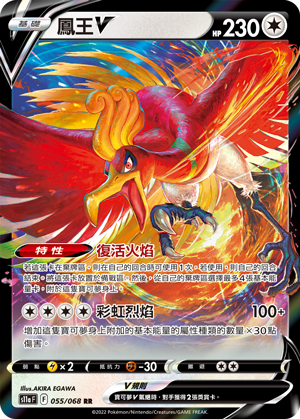 基礎 鳳王V HP 230
特性 復活火焰
若這張卡在棄牌區，則在自己的回合時可使用1次。若使用，則自己的回合
結束。將這張卡放置於備戰區。然後，從自己的棄牌區選擇最多4張基本能
量卡，附於這隻寶可夢身上。
彩虹烈焰 100+
增加這隻寶可夢身上附加的基本能量的屬性種類的數量×30點
傷害。
弱點 ×2 抵抗力 -30 撤退
Illus.AKIRA EGAWA
V規則
寶可夢V氣絕時，對手獲得2張獎賞卡。
s11a F F 055/068 RR
©2022 Pokémon/Nintendo/Creatures/GAME FREAK.